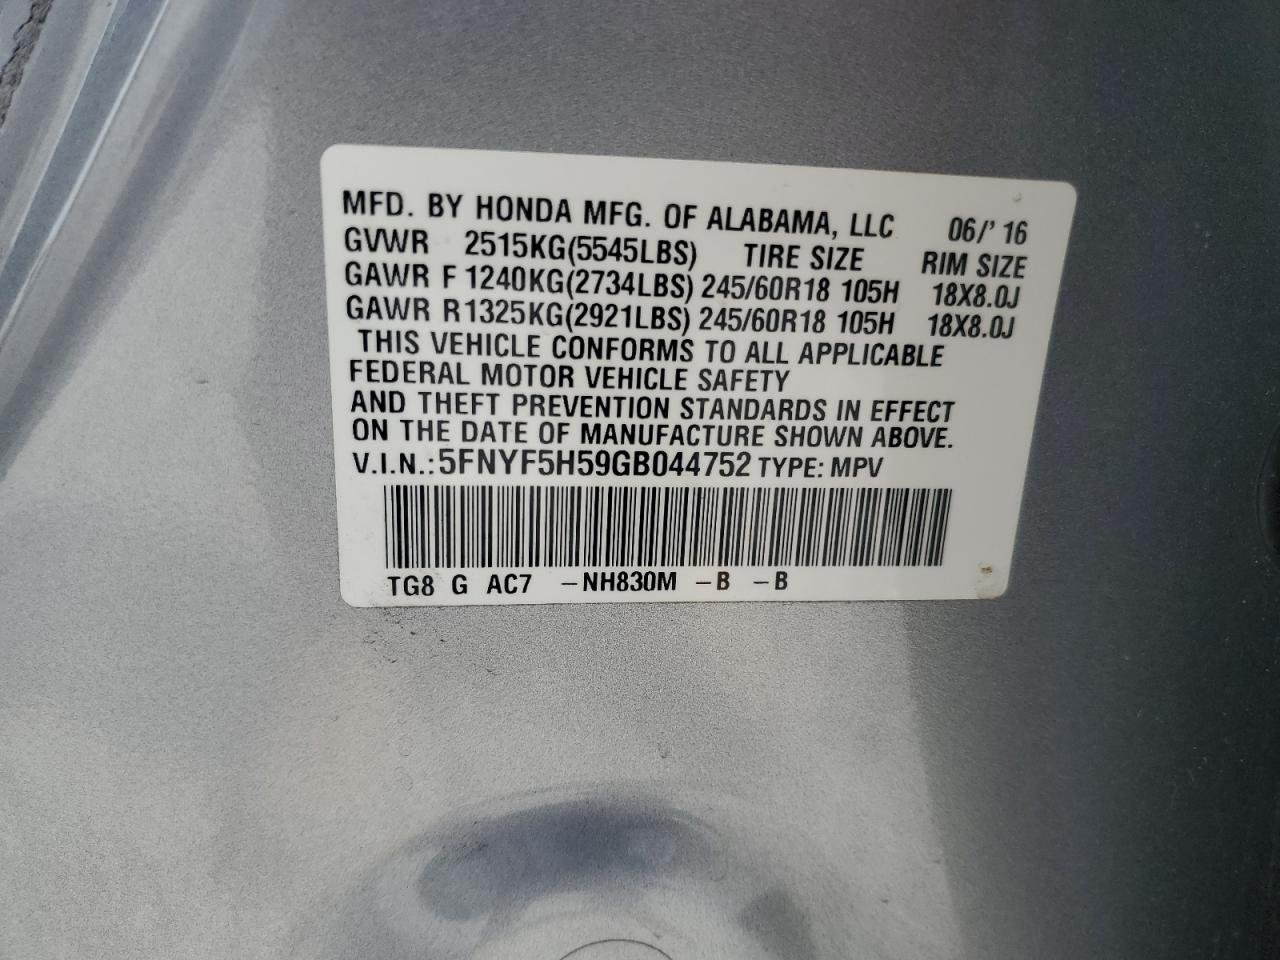 MFD. BY HONDA MFG. OF ALABAMA, LLC 06/'16
GVWR 2515KG(5545LBS) TIRE SIZE RIM SIZE
GAWR F 1240KG(2734LBS) 245/60R18 105H 18X8.0J
GAWR R1325KG(2921LBS) 245/60R18 105H 18X8.0J
THIS VEHICLE CONFORMS TO ALL APPLICABLE
FEDERAL MOTOR VEHICLE SAFETY
AND THEFT PREVENTION STANDARDS IN EFFECT
ON THE DATE OF MANUFACTURE SHOWN ABOVE.
V.I.N.:5FNYF5H59GB044752 TYPE: MPV
TG8 G AC7 -NH830M -B -B